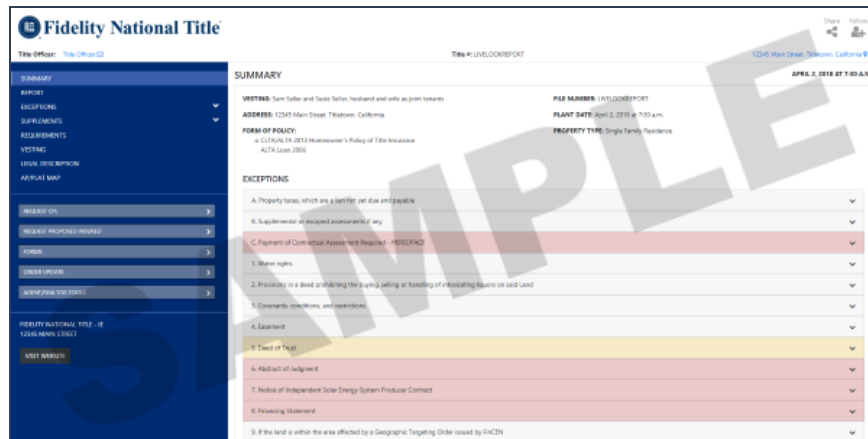 Fidelity National Title
Share Follow
Title Officer: Title Officer
Title #: LIVELOOKREPORT
12345 Main Street, Titletown, California
SUMMARY
REPORT
EXCEPTIONS
SUPPLEMENTS
REQUIREMENTS
VESTING
LEGAL DESCRIPTION
AP/PLAT MAP
REQUEST CPL
REQUEST PROPOSED INSURED
FORMS
ORDER UPDATE
AGENT/REALTOR TOOLS
FIDELITY NATIONAL TITLE - IE
12345 MAIN STREET
VISIT WEBSITE
SUMMARY
APRIL 2, 2018 AT 7:30 A.M
VESTING: Sam Seller and Susie Seller, husband and wife as joint tenants
ADDRESS: 12345 Main Street, Titletown, California
FORM OF POLICY:
a. CLTA/ALTA 2013 Homeowner's Policy of Title Insurance
ALTA Loan 2006
FILE NUMBER: LIVELOOKREPORT
PLANT DATE: April 2, 2018 at 7:30 a.m.
PROPERTY TYPE: Single Family Residence
EXCEPTIONS
A. Property taxes, which are a lien not yet due and payable
B. Supplemental or escaped assessments if any
C. Payment of Contractual Assessment Required - HERO/PACE
1. Water rights
2. Provisions in a deed prohibiting the buying, selling or handling of intoxicating liquors on said Land
3. Covenants, conditions, and restrictions
4. Easement
5. Deed of Trust
6. Abstract of Judgment
7. Notice of Independent Solar Energy System Producer Contract
8. Financing Statement
9. If the land is within the area affected by a Geographic Targeting Order issued by FinCEN
SAMPLE